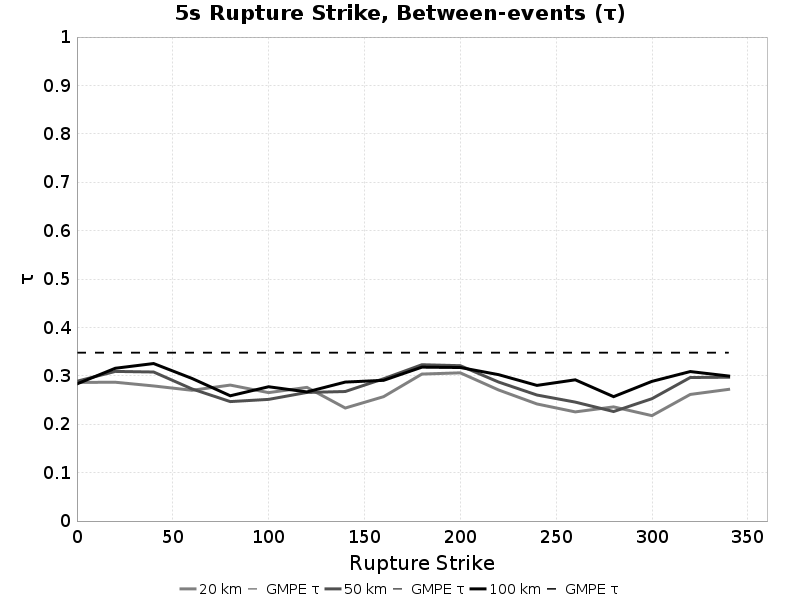 5s Rupture Strike, Between-events (τ)
1
0.9
0.8
0.7
0.6
0.5
0.4
0.3
0.2
0.1
0
τ
0 50 100 150 200 250 300 350
Rupture Strike
20 km GMPE τ 50 km GMPE τ 100 km GMPE τ